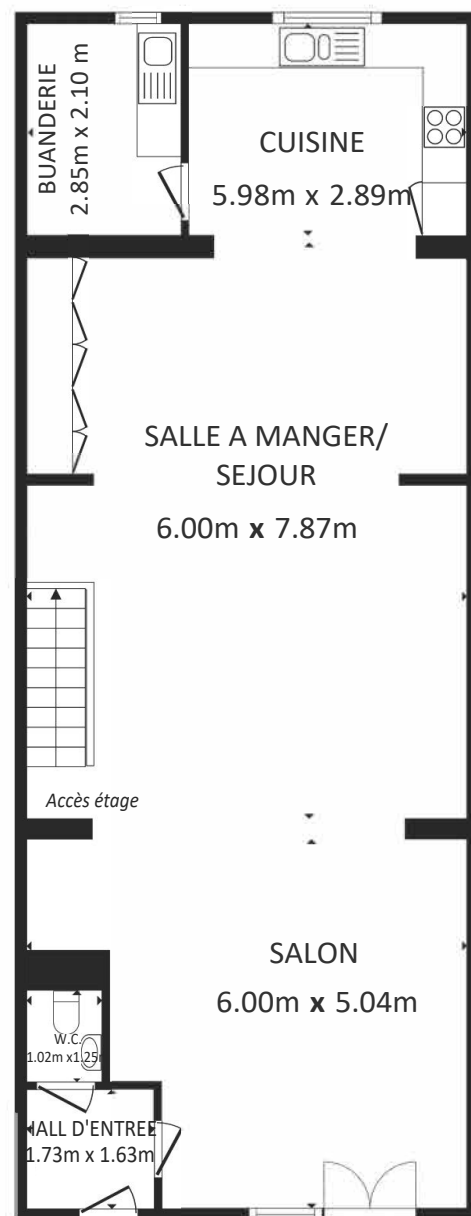 BUANDERIE
2.85m x 2.10 m
CUISINE
5.98m x 2.89m
SALLE A MANGER/
SEJOUR
6.00m x 7.87m
Accès étage
SALON
6.00m x 5.04m
W.C.
1.02m x1.25m
HALL D'ENTREE
1.73m x 1.63m